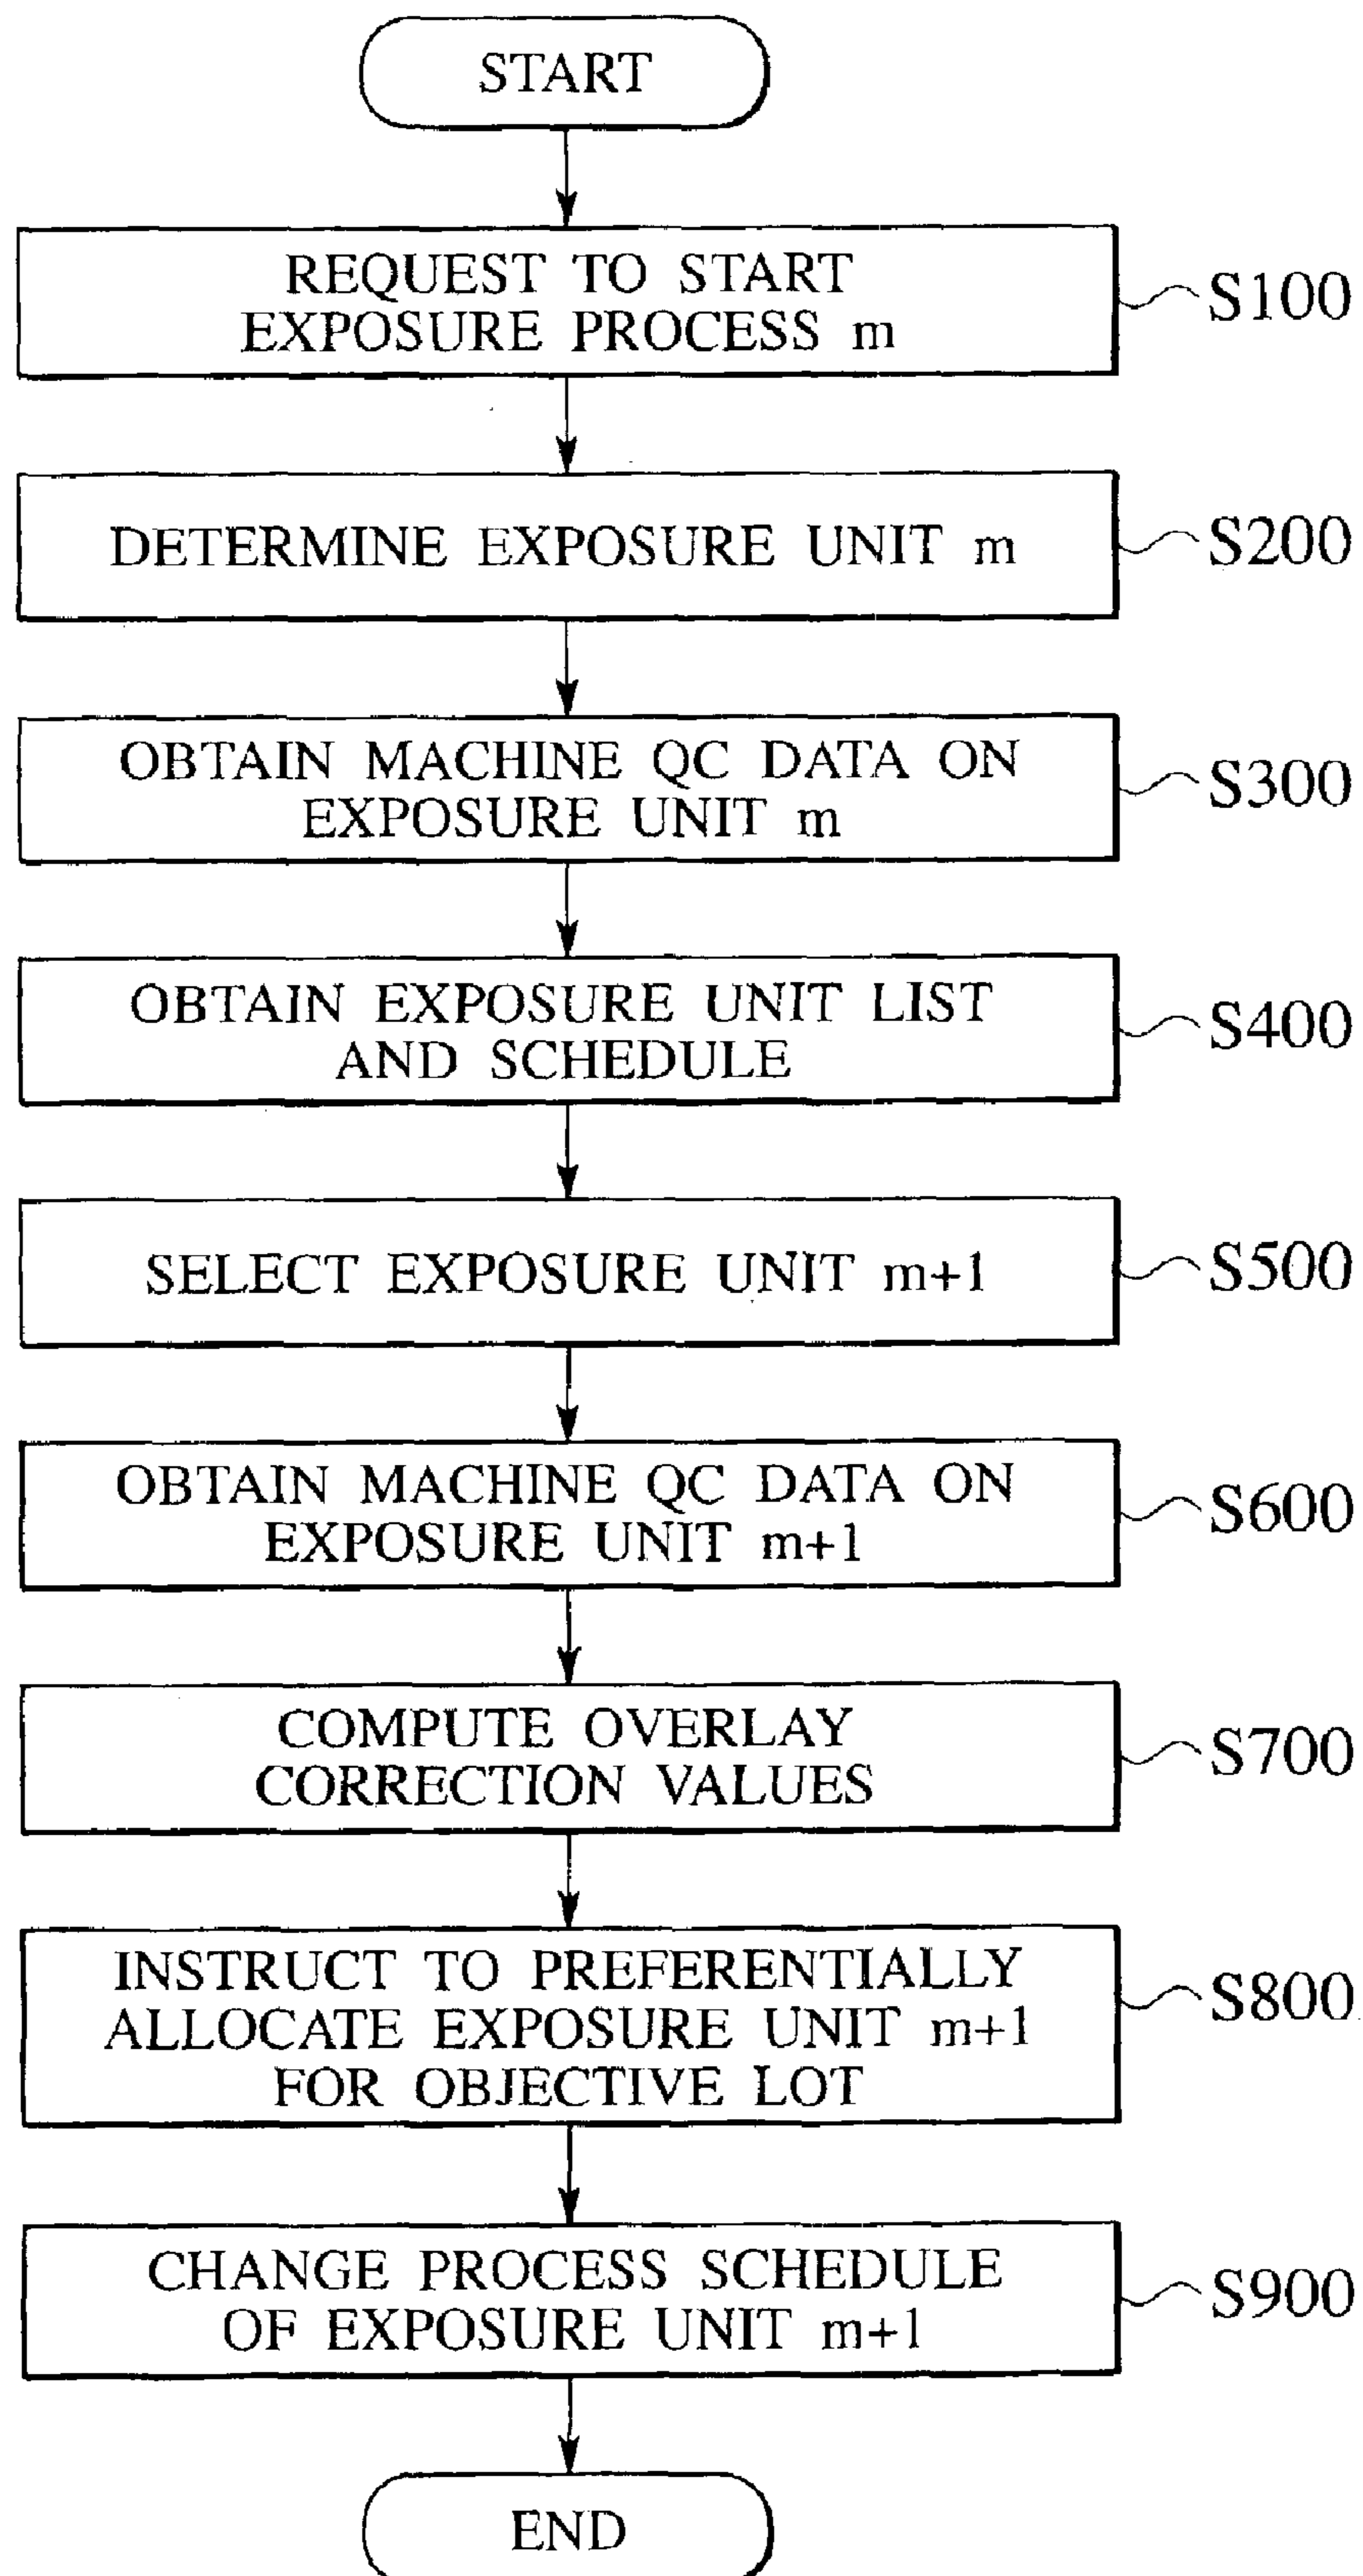 START
REQUEST TO START
EXPOSURE PROCESS m
S100
DETERMINE EXPOSURE UNIT m
S200
OBTAIN MACHINE QC DATA ON
EXPOSURE UNIT m
S300
OBTAIN EXPOSURE UNIT LIST
AND SCHEDULE
S400
SELECT EXPOSURE UNIT m+1
S500
OBTAIN MACHINE QC DATA ON
EXPOSURE UNIT m+1
S600
COMPUTE OVERLAY
CORRECTION VALUES
S700
INSTRUCT TO PREFERENTIALLY
ALLOCATE EXPOSURE UNIT m+1
FOR OBJECTIVE LOT
S800
CHANGE PROCESS SCHEDULE
OF EXPOSURE UNIT m+1
S900
END